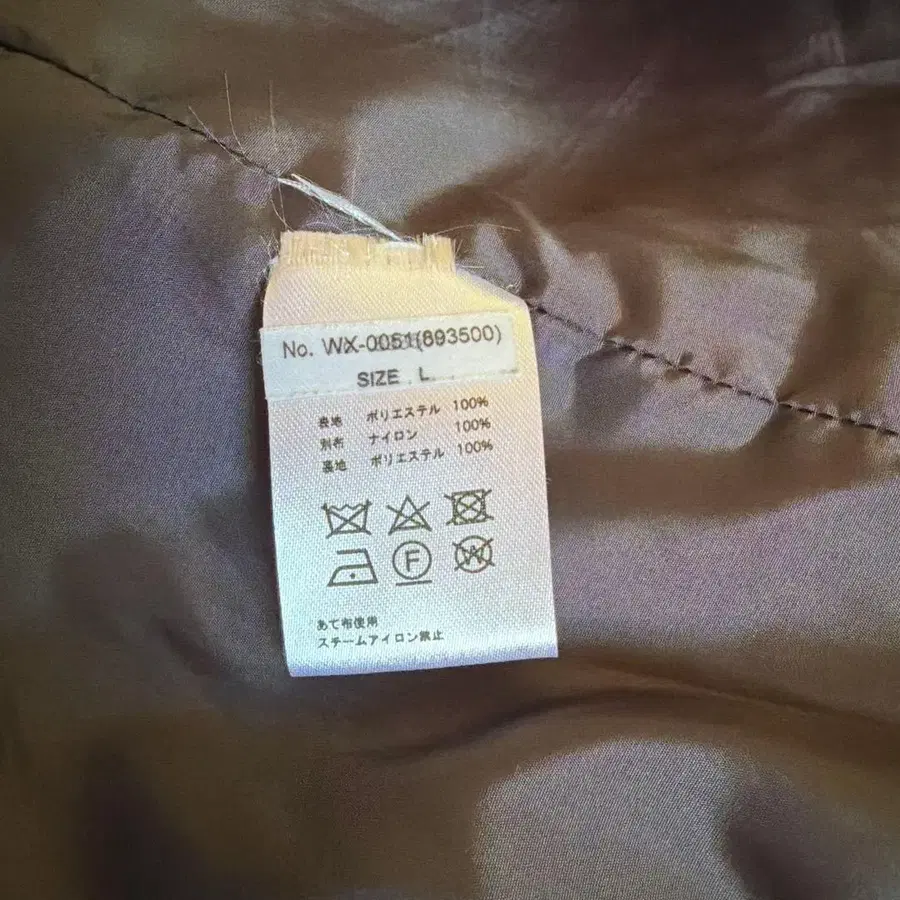 No. WX-0051(893500)
SIZE L
表地 ポリエステル 100%
別布 ナイロン 100%
裏地 ポリエステル 100%
F
W
あて布使用
スチームアイロン禁止